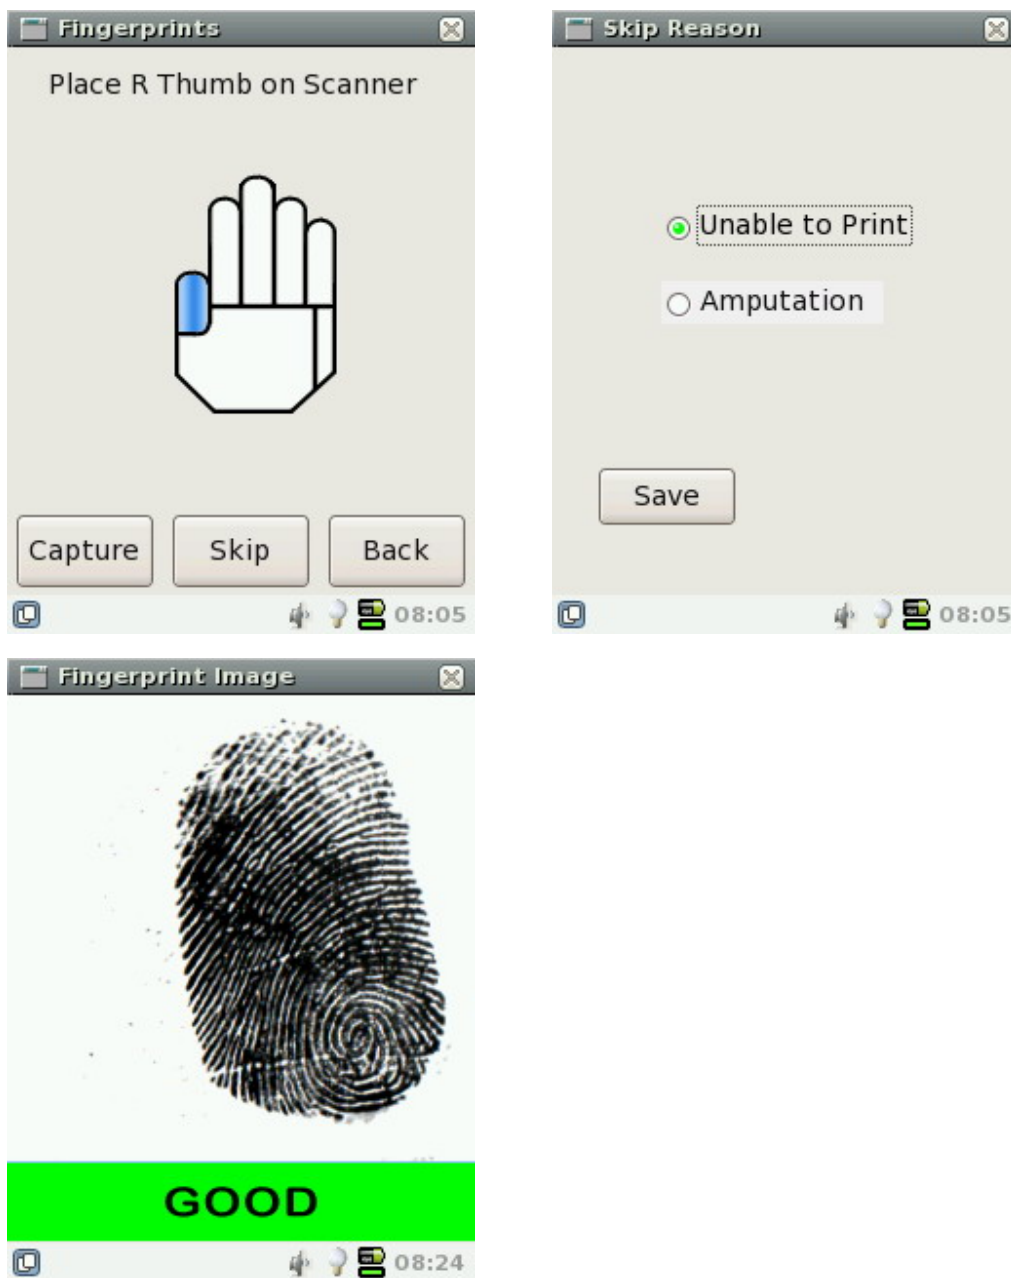 Fingerprints
Place R Thumb on Scanner
Capture Skip Back
08:05
Skip Reason
Unable to Print
Amputation
Save
08:05
Fingerprint Image
GOOD
08:24